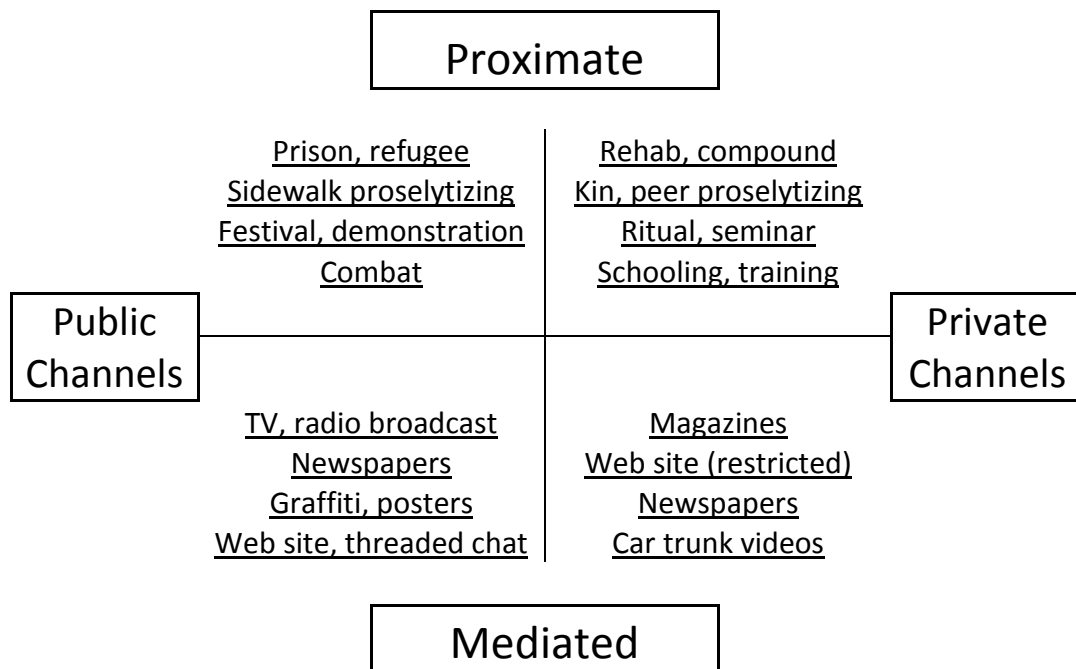 Proximate
Prison, refugee
Sidewalk proselytizing
Festival, demonstration
Combat
Rehab, compound
Kin, peer proselytizing
Ritual, seminar
Schooling, training
Public
Channels
Private
Channels
TV, radio broadcast
Newspapers
Graffiti, posters
Web site, threaded chat
Magazines
Web site (restricted)
Newspapers
Car trunk videos
Mediated